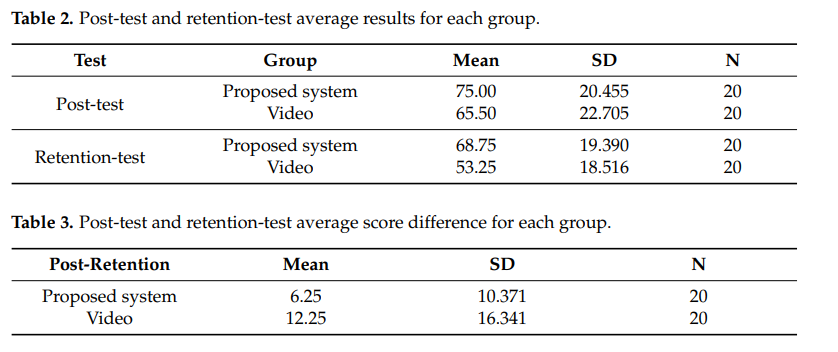 Table 2. Post-test and retention-test average results for each group.
Test Group Mean SD N
Post-test Proposed system 75.00 20.455 20
Video 65.50 22.705 20
Retention-test Proposed system 68.75 19.390 20
Video 53.25 18.516 20
Table 3. Post-test and retention-test average score difference for each group.
Post-Retention Mean SD N
Proposed system 6.25 10.371 20
Video 12.25 16.341 20